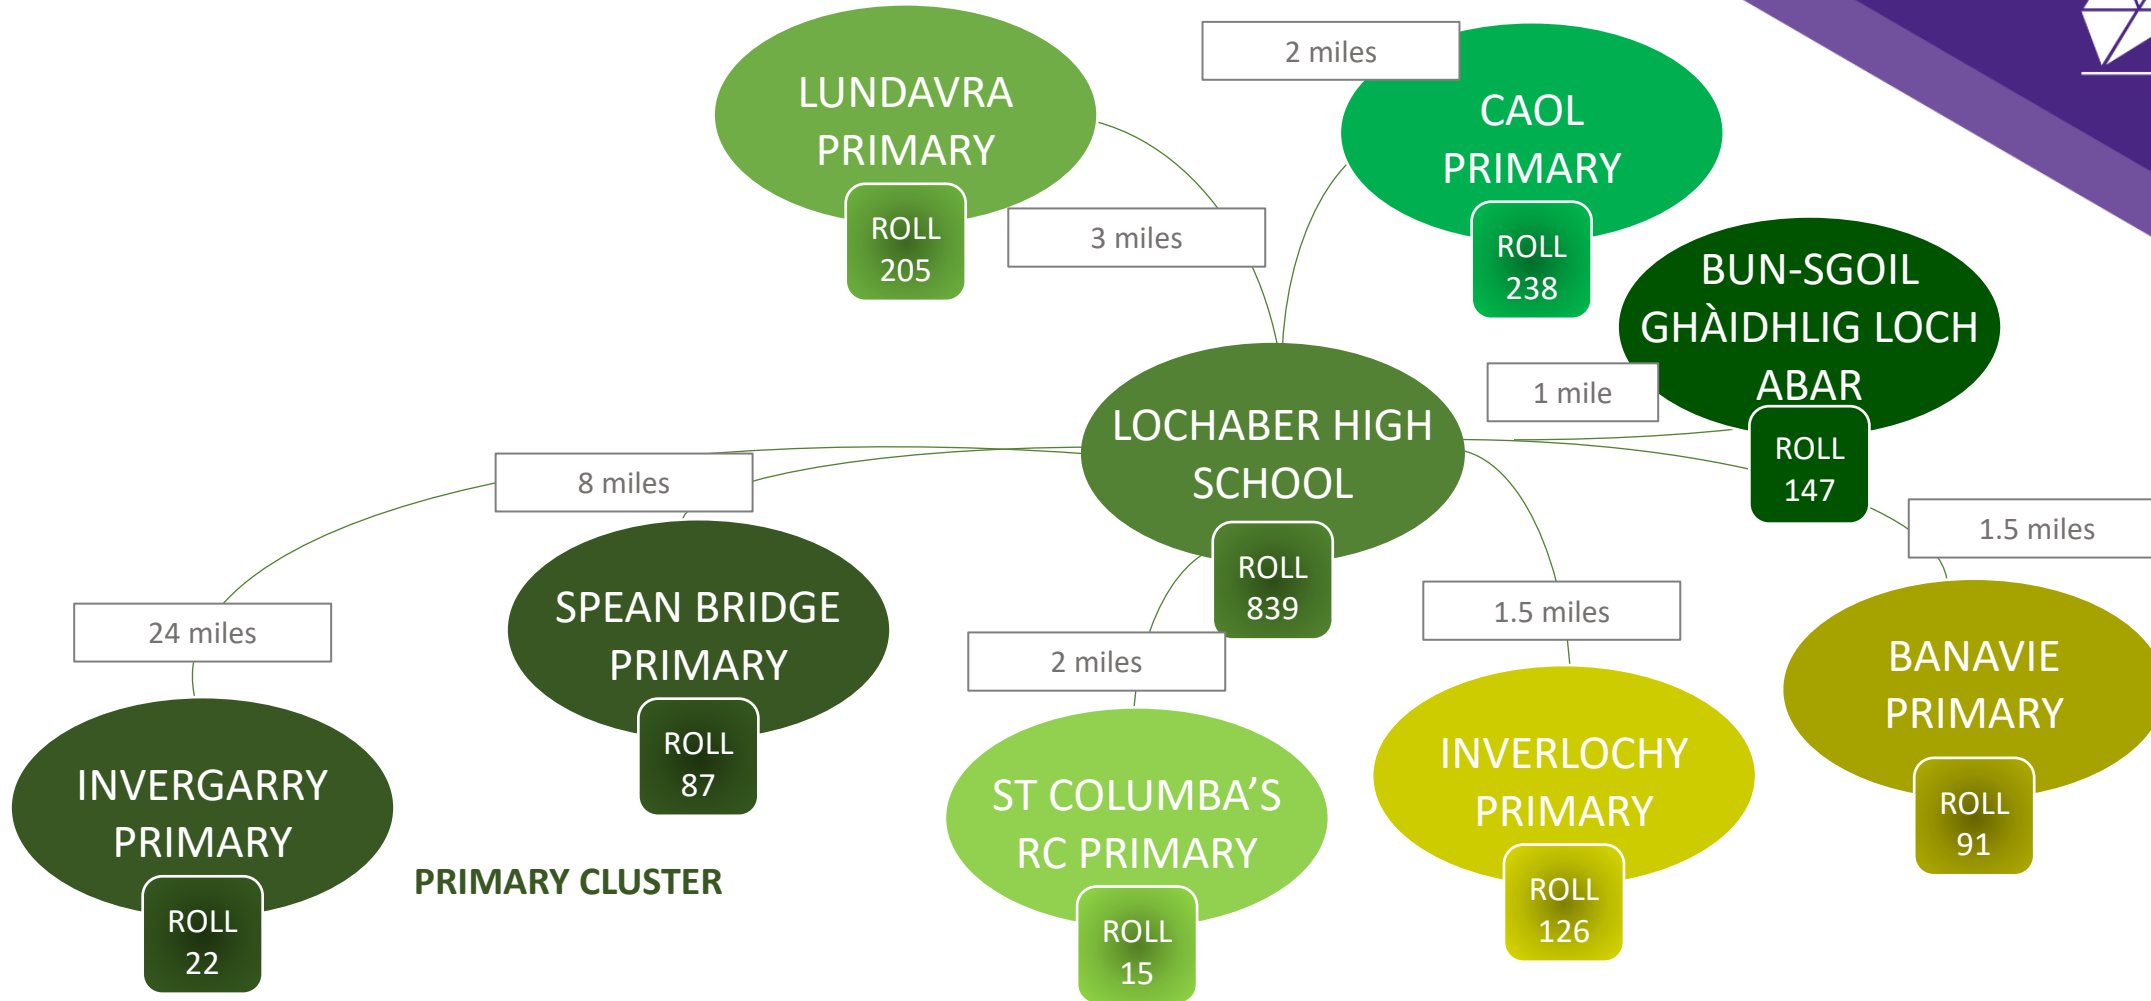 2 miles
LUNDAVRA
PRIMARY
ROLL
205
3 miles
CAOL
PRIMARY
ROLL
238
BUN-SGOIL
GHÀIDHLIG LOCH
ABAR
ROLL
147
1 mile
LOCHABER HIGH
SCHOOL
ROLL
839
8 miles
24 miles
SPEAN BRIDGE
PRIMARY
ROLL
87
INVERGARRY
PRIMARY
ROLL
22
PRIMARY CLUSTER
2 miles
ST COLUMBA’S
RC PRIMARY
ROLL
15
1.5 miles
INVERLOCHY
PRIMARY
ROLL
126
1.5 miles
BANAVIE
PRIMARY
ROLL
91